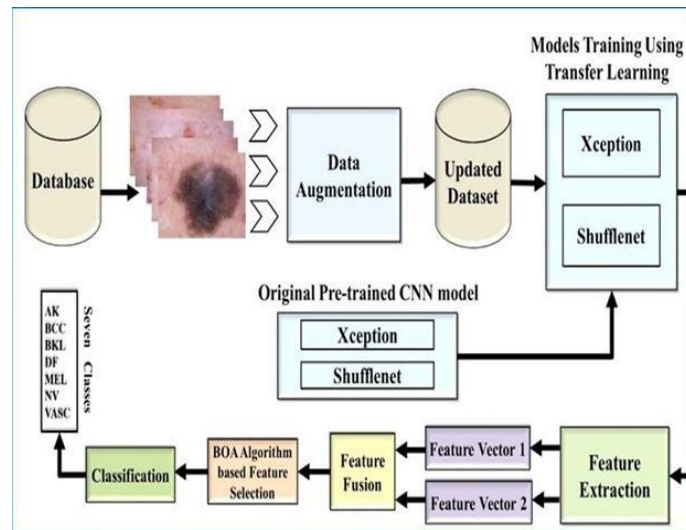 Models Training Using
Transfer Learning
Database
Data
Augmentation
Updated
Dataset
Xception
Shufflenet
Original Pre-trained CNN model
Xception
Shufflenet
Seven Classes
AK
BCC
BKL
DF
MEL
NV
VASC
Classification
BOA Algorithm
based Feature
Selection
Feature
Fusion
Feature Vector 1
Feature Vector 2
Feature
Extraction